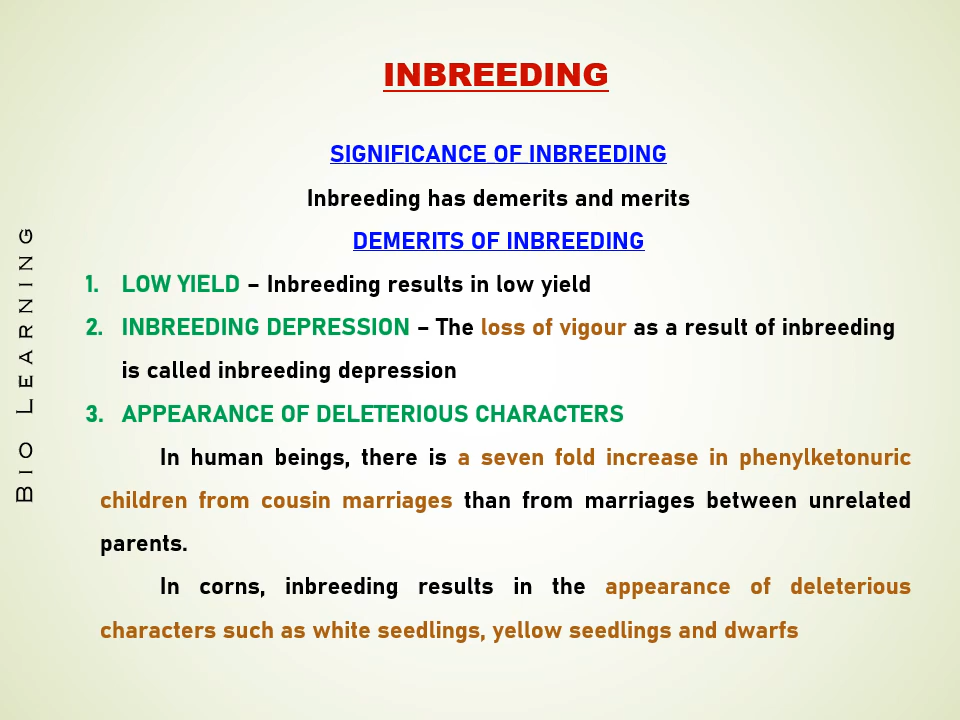 INBREEDING
SIGNIFICANCE OF INBREEDING
Inbreeding has demerits and merits
DEMERITS OF INBREEDING
1. LOW YIELD – Inbreeding results in low yield
2. INBREEDING DEPRESSION – The loss of vigour as a result of inbreeding
is called inbreeding depression
3. APPEARANCE OF DELETERIOUS CHARACTERS
In human beings, there is a seven fold increase in phenylketonuric
children from cousin marriages than from marriages between unrelated
parents.
In corns, inbreeding results in the appearance of deleterious
characters such as white seedlings, yellow seedlings and dwarfs
BIO LEARNING